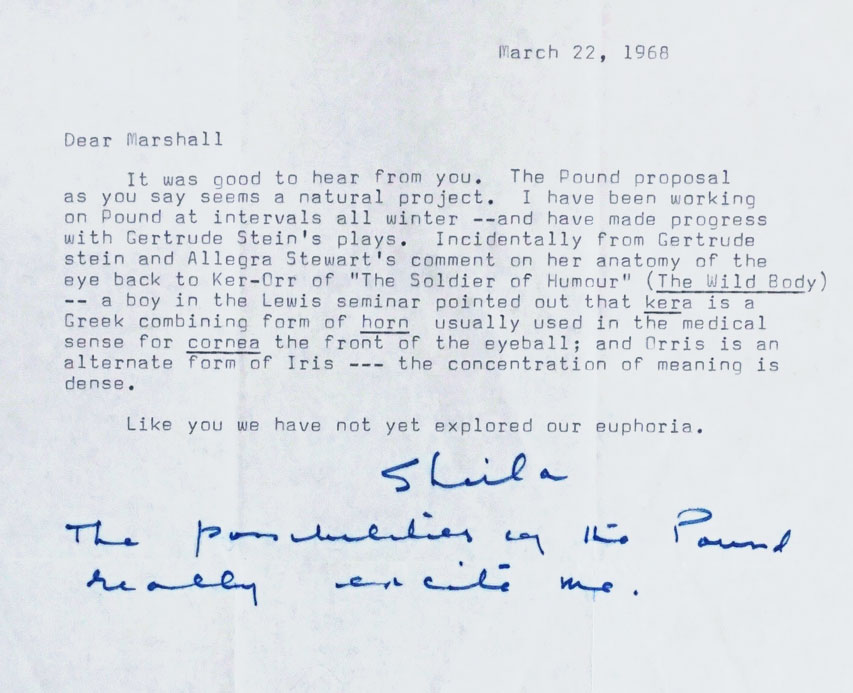 March 22, 1968
Dear Marshall
It was good to hear from you. The Pound proposal
as you say seems a natural project. I have been working
on Pound at intervals all winter --and have made progress
with Gertrude Stein's plays. Incidentally from Gertrude
stein and Allegra Stewart's comment on her anatomy of the
eye back to Ker-Orr of "The Soldier of Humour" (The Wild Body)
-- a boy in the Lewis seminar pointed out that kera is a
Greek combining form of horn usually used in the medical
sense for cornea the front of the eyeball; and Orris is an
alternate form of Iris --- the concentration of meaning is
dense.
Like you we have not yet explored our euphoria.
Sheila
The possibilities of the Pound
really excite me.